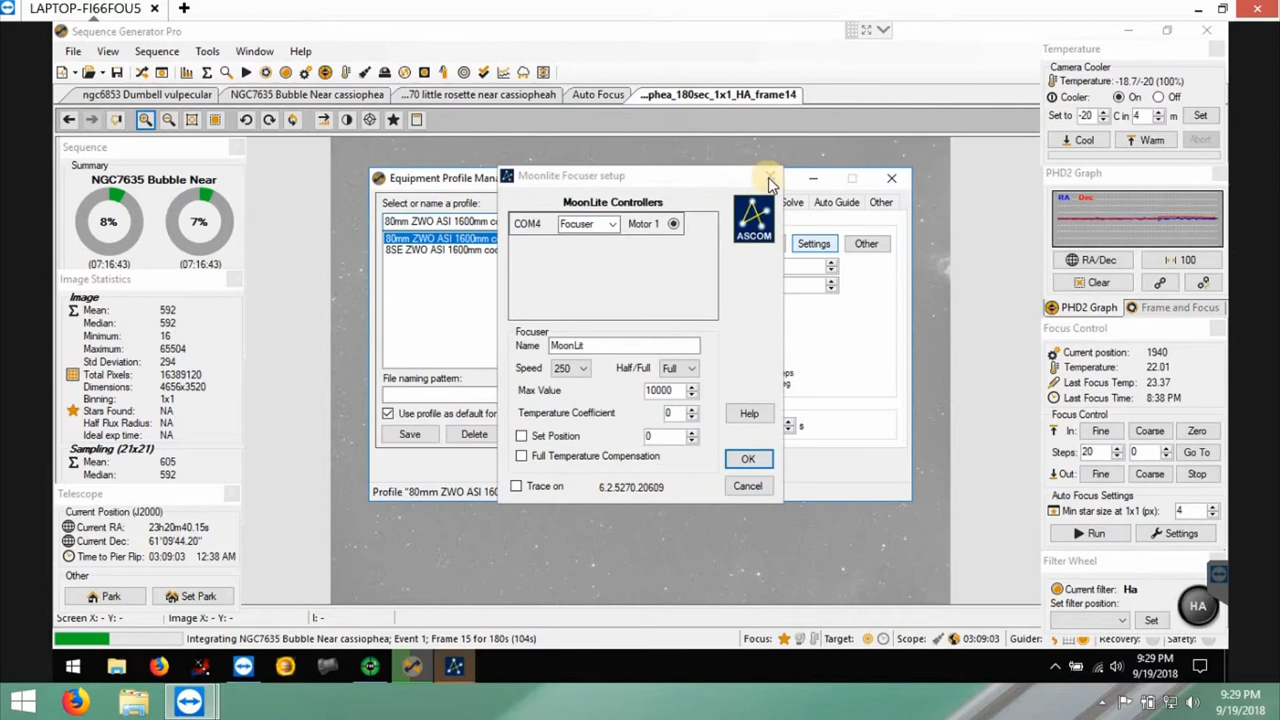 LAPTOP-FI66FOU5
Sequence Generator Pro
File View Sequence Tools Window Help
ngc6853 Dumbell vulpecular
NGC7635 Bubble Near cassiophea
...70 little rosette near cassiopheah
Auto Focus
...phea_180sec_1x1_HA_frame14
Sequence
Summary
NGC7635 Bubble Near
8% 7%
(07:16:43) (07:16:43)
Image Statistics
Image
Mean: 592
Median: 592
Minimum: 16
Maximum: 65504
Std Deviation: 294
Total Pixels: 16389120
Dimensions: 4656x3520
Binning: 1x1
Stars Found: NA
Half Flux Radius: NA
Ideal exp time: NA
Sampling (21x21)
Mean: 605
Median: 592
Telescope
Current Position (J2000)
Current RA: 23h20m40.15s
Current Dec: 61°09'44.20"
Time to Pier Flip: 03:09:03 12:38 AM
Other
Park Set Park
Screen X: - Y: - Image X: - Y: - I: -
Integrating NGC7635 Bubble Near cassiophea; Event 1; Frame 15 for 180s (104s)
Focus: Target: Scope: 03:09:03 Guider: Recovery: Safety:
Equipment Profile Man
Select or name a profile:
80mm ZWO ASI 1600mm co
80mm ZWO ASI 1600mm co
8SE ZWO ASI 1600mm coo
File naming pattern:
Use profile as default for
Save Delete
Profile "80mm ZWO ASI 160
olve Auto Guide Other
Settings Other
s
Moonlite Focuser setup
MoonLite Controllers
COM4 Focuser Motor 1
ASCOM
Focuser
Name MoonLit
Speed 250 Half/Full Full
Max Value 10000
Temperature Coefficient 0
Help
Set Position 0
Full Temperature Compensation
OK
Trace on 6.2.5270.20609
Cancel
Temperature
Camera Cooler
Temperature: -18.7/-20 (100%)
Cooler: On Off
Set to -20 C in 4 m Set
Cool Warm Abort
PHD2 Graph
RA/ Dec
RA/Dec 100
Clear
PHD2 Graph Frame and Focus
Focus Control
Current position: 1940
Temperature: 22.01
Last Focus Temp: 23.37
Last Focus Time: 8:38 PM
Focus Control
In: Fine Coarse Zero
Steps: 20 0 Go To
Out: Fine Coarse Stop
Auto Focus Settings
Min star size at 1x1 (px): 4
Run Settings
Filter Wheel
Current filter: Ha
Set filter position:
Set
HA
9:29 PM
9/19/2018
9:29 PM
9/19/2018